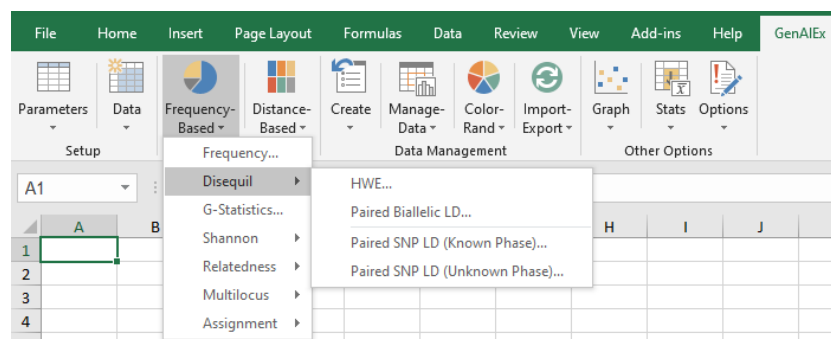 File Home Insert Page Layout Formulas Data Review View Add-ins Help GenAlEx
Parameters Data Frequency- Distance- Create Manage- Color- Import- Graph Stats Options
Based Based Data Rand Export
Setup Data Management Other Options
Frequency...
A1 Disequil HWE...
G-Statistics... Paired Biallelic LD...
A B H I J
Shannon Paired SNP LD (Known Phase)...
1
Relatedness Paired SNP LD (Unknown Phase)...
2
Multilocus
3
Assignment
4